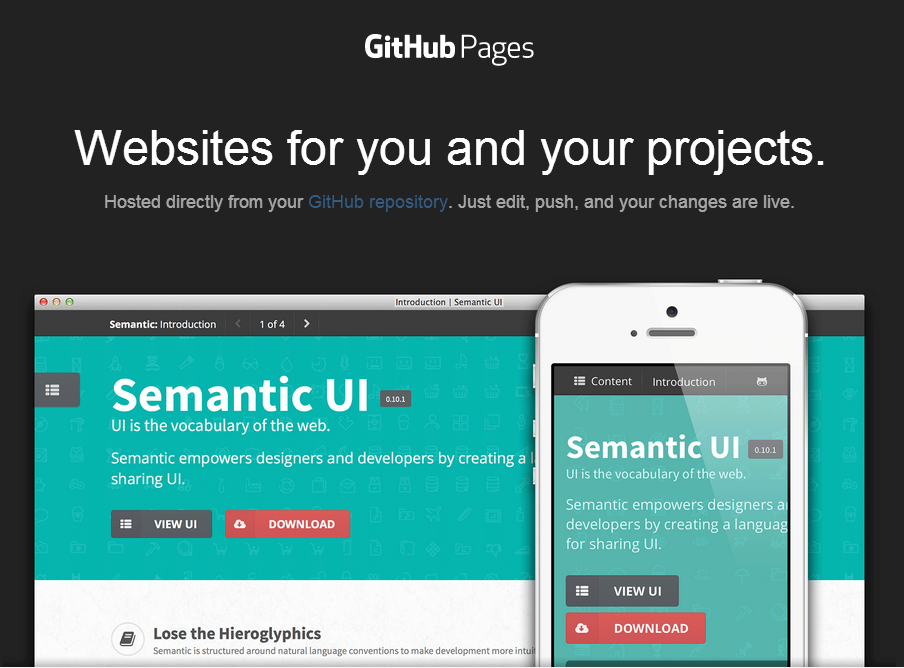 GitHub Pages
Websites for you and your projects.
Hosted directly from your GitHub repository. Just edit, push, and your changes are live.
Introduction | Semantic UI
Semantic: Introduction 1 of 4
Semantic UI 0.10.1
UI is the vocabulary of the web.
Semantic empowers designers and developers by creating a
sharing UI.
VIEW UI DOWNLOAD
Lose the Hieroglyphics
Semantic is structured around natural language conventions to make development more
Content Introduction
Semantic UI 0.10.1
UI is the vocabulary of the web.
Semantic empowers designers
developers by creating a languag
for sharing UI.
VIEW UI
DOWNLOAD